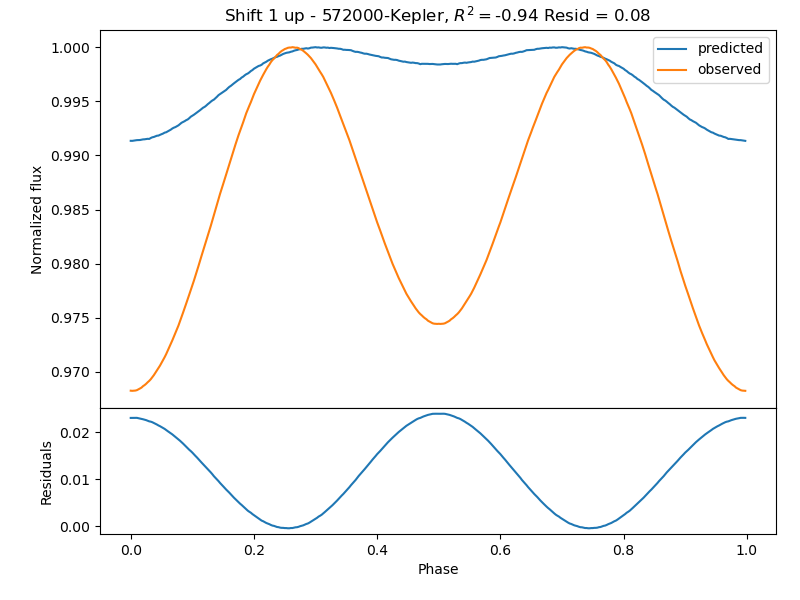 Shift 1 up - 572000-Kepler, R² = -0.94 Resid = 0.08
predicted
observed
1.000
0.995
0.990
0.985
0.980
0.975
0.970
Normalized flux
0.02
0.01
0.00
Residuals
0.0 0.2 0.4 0.6 0.8 1.0
Phase